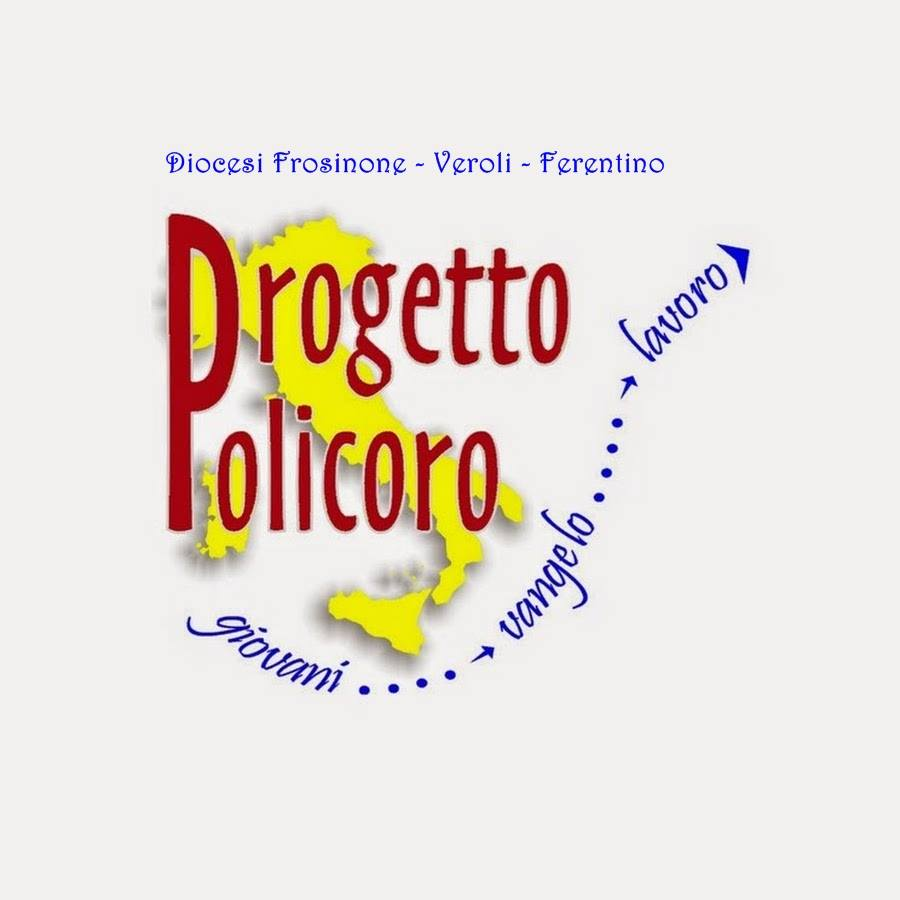 Diocesi Frosinone - Veroli - Ferentino
Progetto
Policoro
giovani
vangelo
lavoro